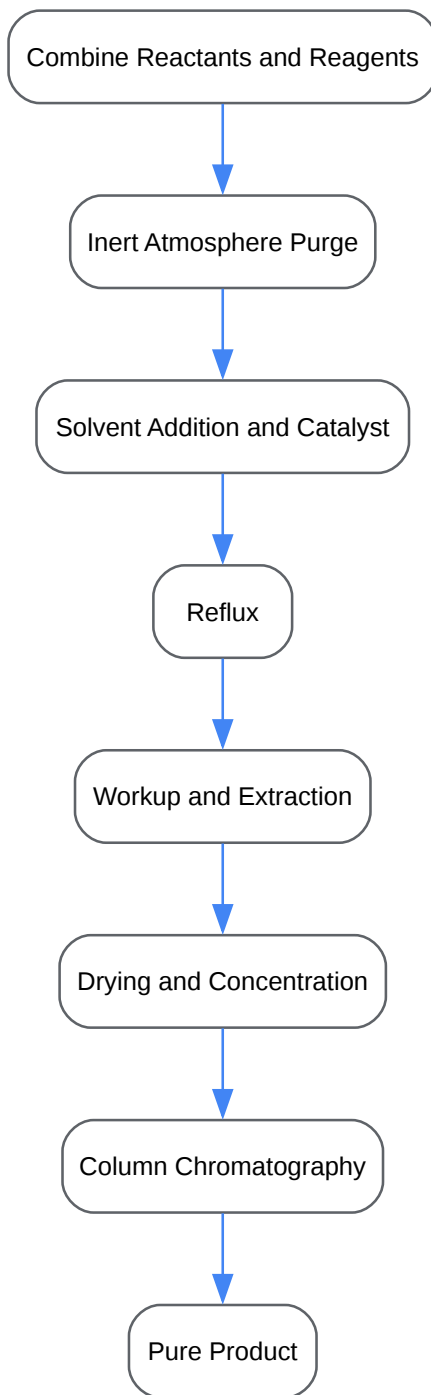 Combine Reactants and Reagents
Inert Atmosphere Purge
Solvent Addition and Catalyst
Reflux
Workup and Extraction
Drying and Concentration
Column Chromatography
Pure Product